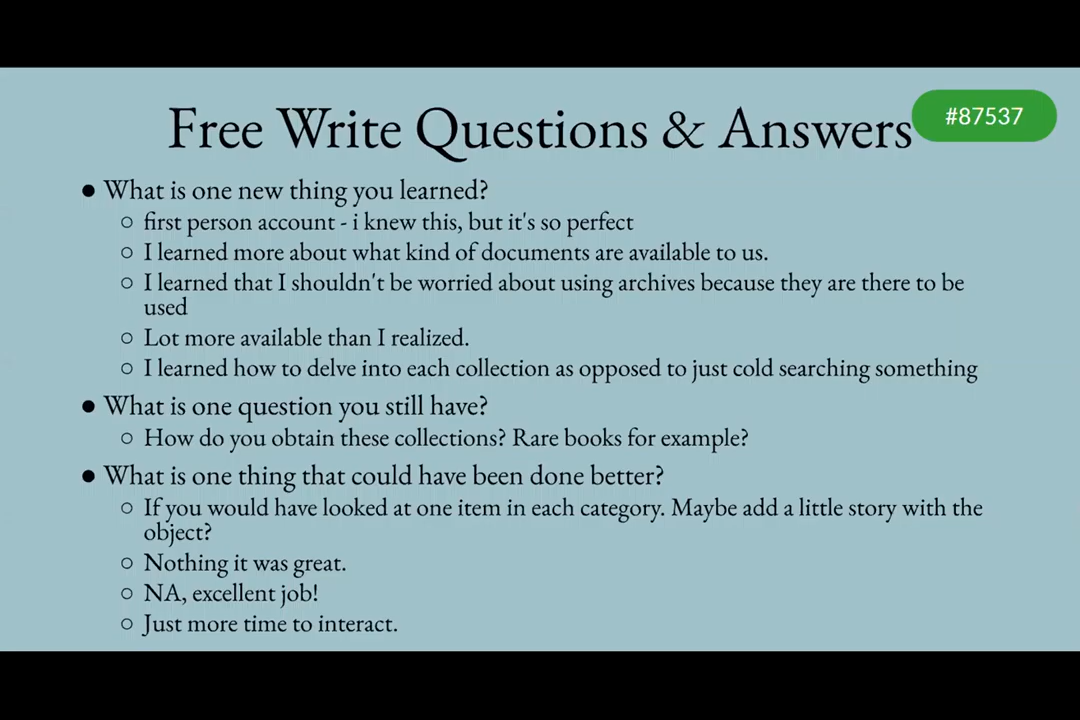 Free Write Questions & Answers
#87537
● What is one new thing you learned?
○ first person account - i knew this, but it's so perfect
○ I learned more about what kind of documents are available to us.
○ I learned that I shouldn't be worried about using archives because they are there to be
used
○ Lot more available than I realized.
○ I learned how to delve into each collection as opposed to just cold searching something
● What is one question you still have?
○ How do you obtain these collections? Rare books for example?
● What is one thing that could have been done better?
○ If you would have looked at one item in each category. Maybe add a little story with the
object?
○ Nothing it was great.
○ NA, excellent job!
○ Just more time to interact.